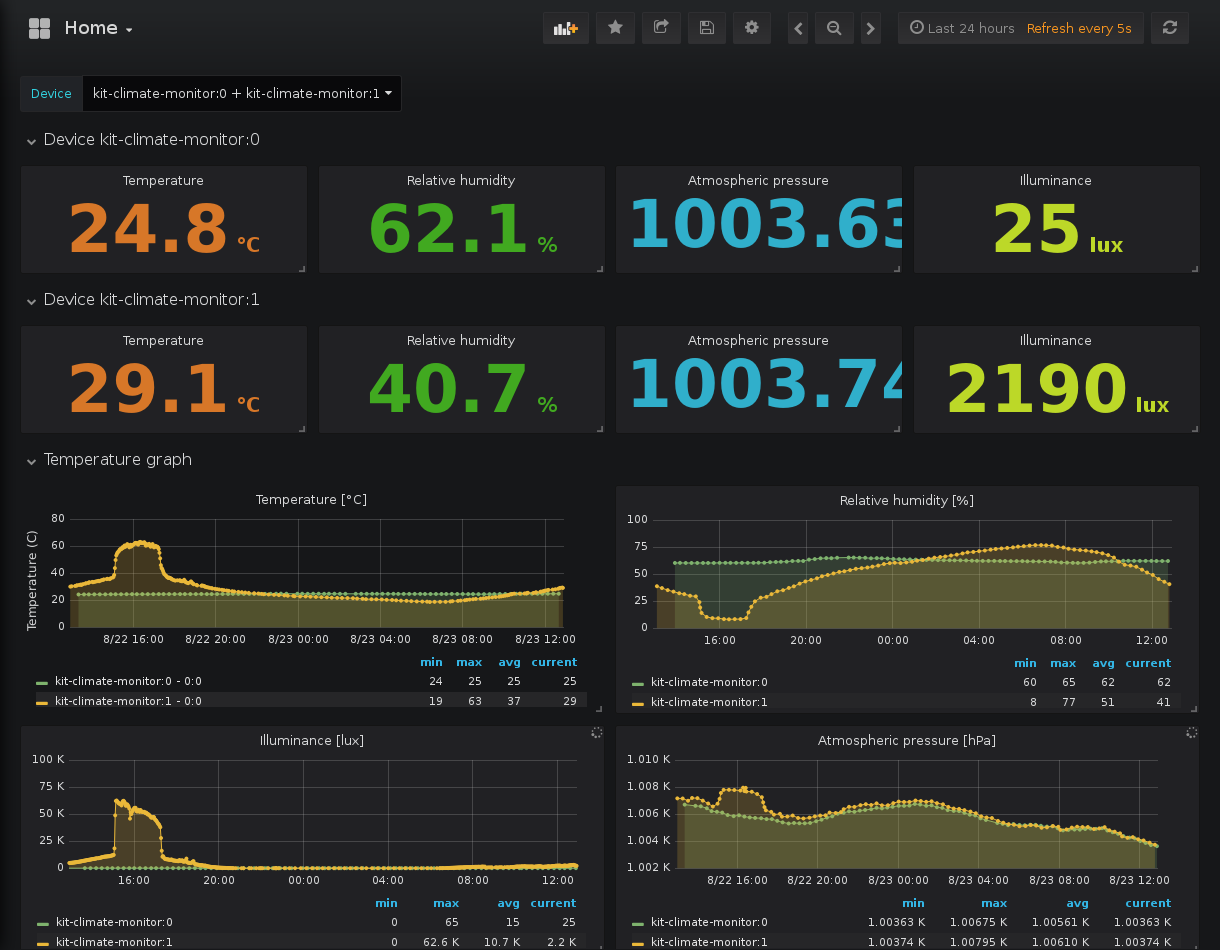 Home
Last 24 hours Refresh every 5s
Device kit-climate-monitor:0 + kit-climate-monitor:1
Device kit-climate-monitor:0
Temperature Relative humidity Atmospheric pressure Illuminance
24.8 °C 62.1 % 1003.63 25 lux
Device kit-climate-monitor:1
Temperature Relative humidity Atmospheric pressure Illuminance
29.1 °C 40.7 % 1003.74 2190 lux
Temperature graph
Temperature [°C]
Temperature (C)
80
60
40
20
0
8/22 16:00 8/22 20:00 8/23 00:00 8/23 04:00 8/23 08:00 8/23 12:00
min max avg current
kit-climate-monitor:0 - 0:0 24 25 25 25
kit-climate-monitor:1 - 0:0 19 63 37 29
Relative humidity [%]
100
75
50
25
0
16:00 20:00 00:00 04:00 08:00 12:00
min max avg current
kit-climate-monitor:0 60 65 62 62
kit-climate-monitor:1 8 77 51 41
Illuminance [lux]
100 K
75 K
50 K
25 K
0
16:00 20:00 00:00 04:00 08:00 12:00
min max avg current
kit-climate-monitor:0 0 65 15 25
kit-climate-monitor:1 0 62.6 K 10.7 K 2.2 K
Atmospheric pressure [hPa]
1.010 K
1.008 K
1.006 K
1.004 K
1.002 K
8/22 16:00 8/22 20:00 8/23 00:00 8/23 04:00 8/23 08:00 8/23 12:00
min max avg current
kit-climate-monitor:0 1.00363 K 1.00675 K 1.00561 K 1.00363 K
kit-climate-monitor:1 1.00374 K 1.00795 K 1.00610 K 1.00374 K